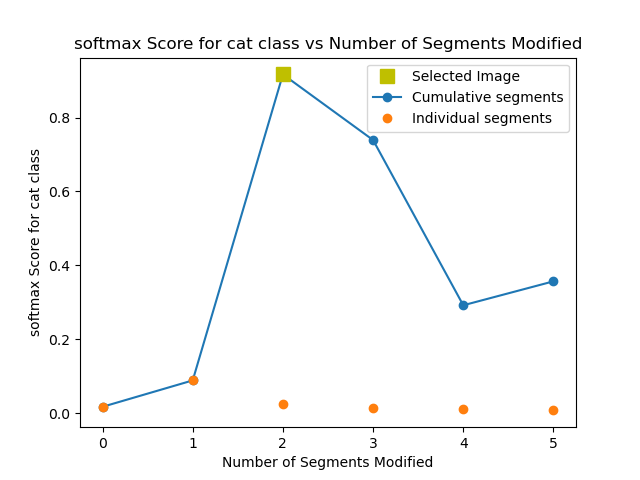 softmax Score for cat class vs Number of Segments Modified
Selected Image
Cumulative segments
Individual segments
softmax Score for cat class
0.8
0.6
0.4
0.2
0.0
0 1 2 3 4 5
Number of Segments Modified